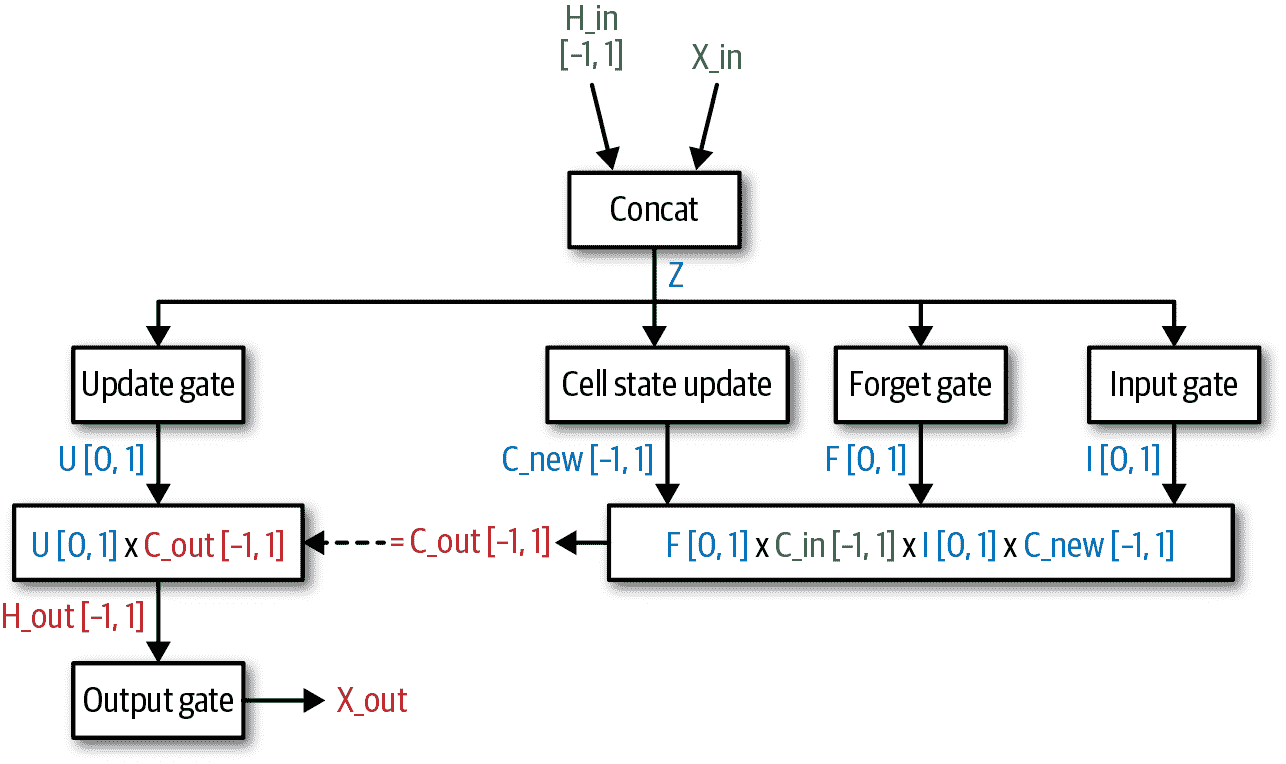 H_in
[–1, 1]
X_in
Concat
Z
Update gate
Cell state update
Forget gate
Input gate
U [0, 1]
C_new [–1, 1]
F [0, 1]
I [0, 1]
U [0, 1] x C_out [–1, 1]
= C_out [–1, 1]
F [0, 1] x C_in [–1, 1] x I [0, 1] x C_new [–1, 1]
H_out [–1, 1]
Output gate
X_out